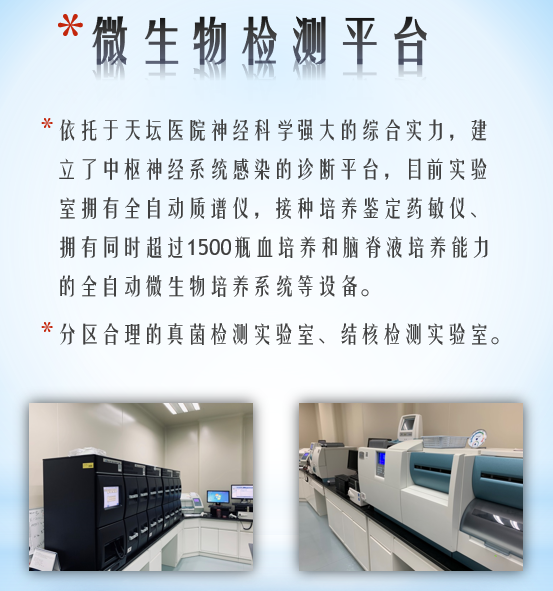 *微生物检测平台
*依托于天坛医院神经科学强大的综合实力，建
立了中枢神经系统感染的诊断平台，目前实验
室拥有全自动质谱仪，接种培养鉴定药敏仪、
拥有同时超过1500瓶血培养和脑脊液培养能力
的全自动微生物培养系统等设备。
*分区合理的真菌检测实验室、结核检测实验室。